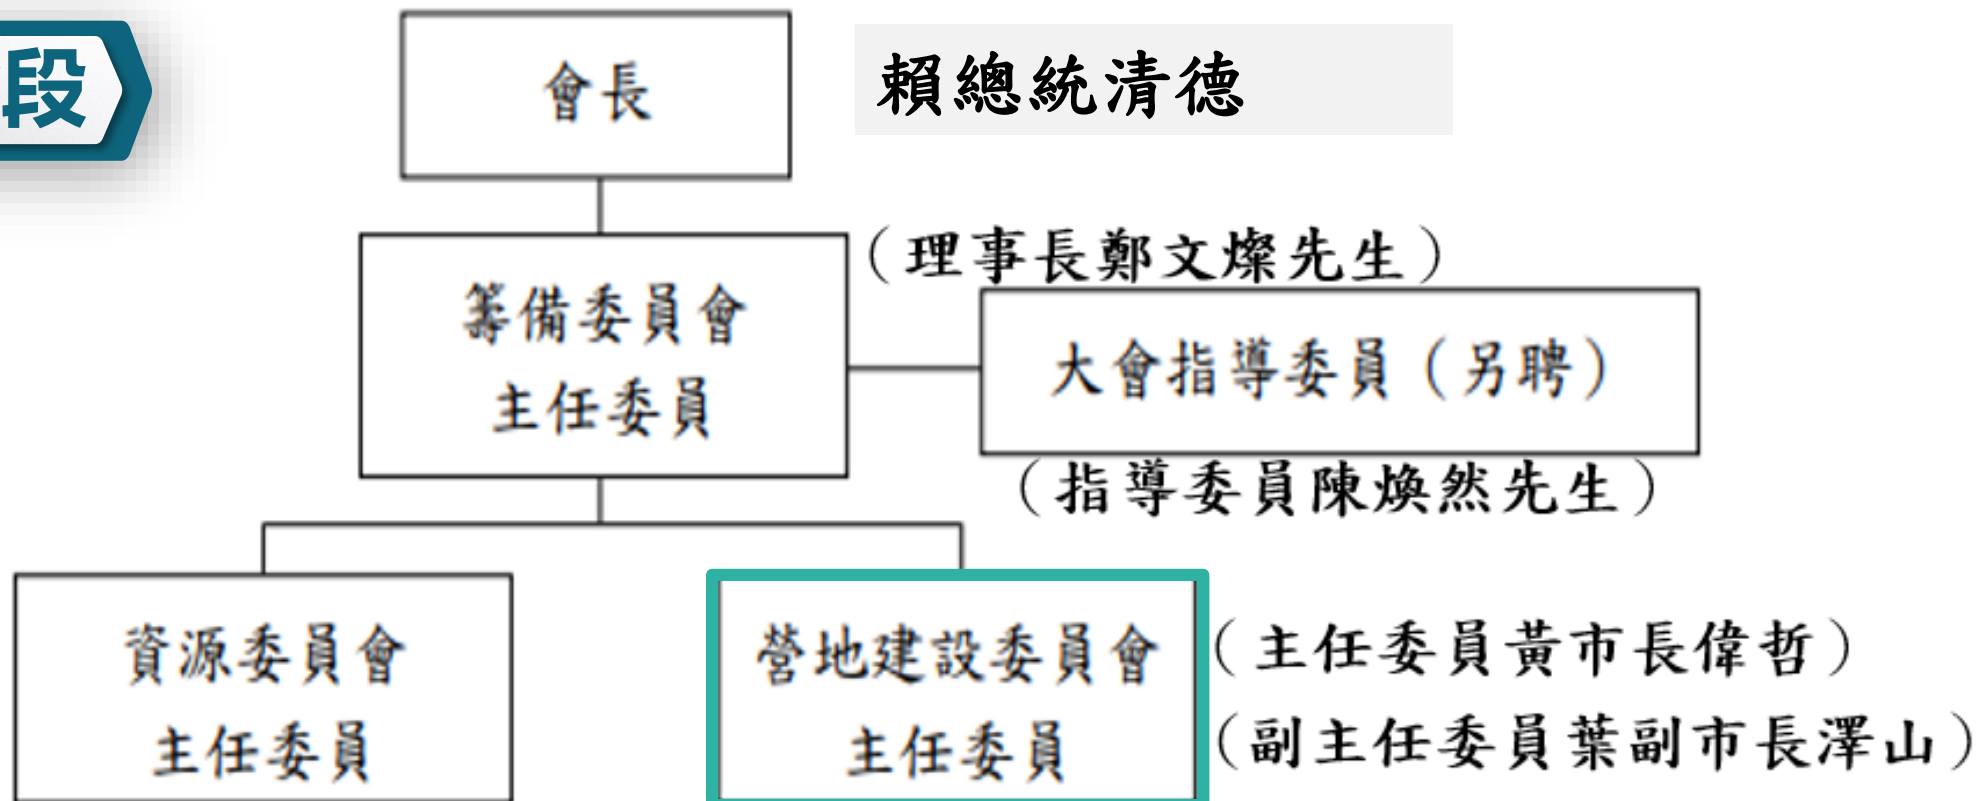 段
會長
賴總統清德
(理事長鄭文燦先生)
籌備委員會
主任委員
大會指導委員(另聘)
(指導委員陳煥然先生)
資源委員會
主任委員
營地建設委員會
主任委員
(主任委員黃市長偉哲)
(副主任委員葉副市長澤山)